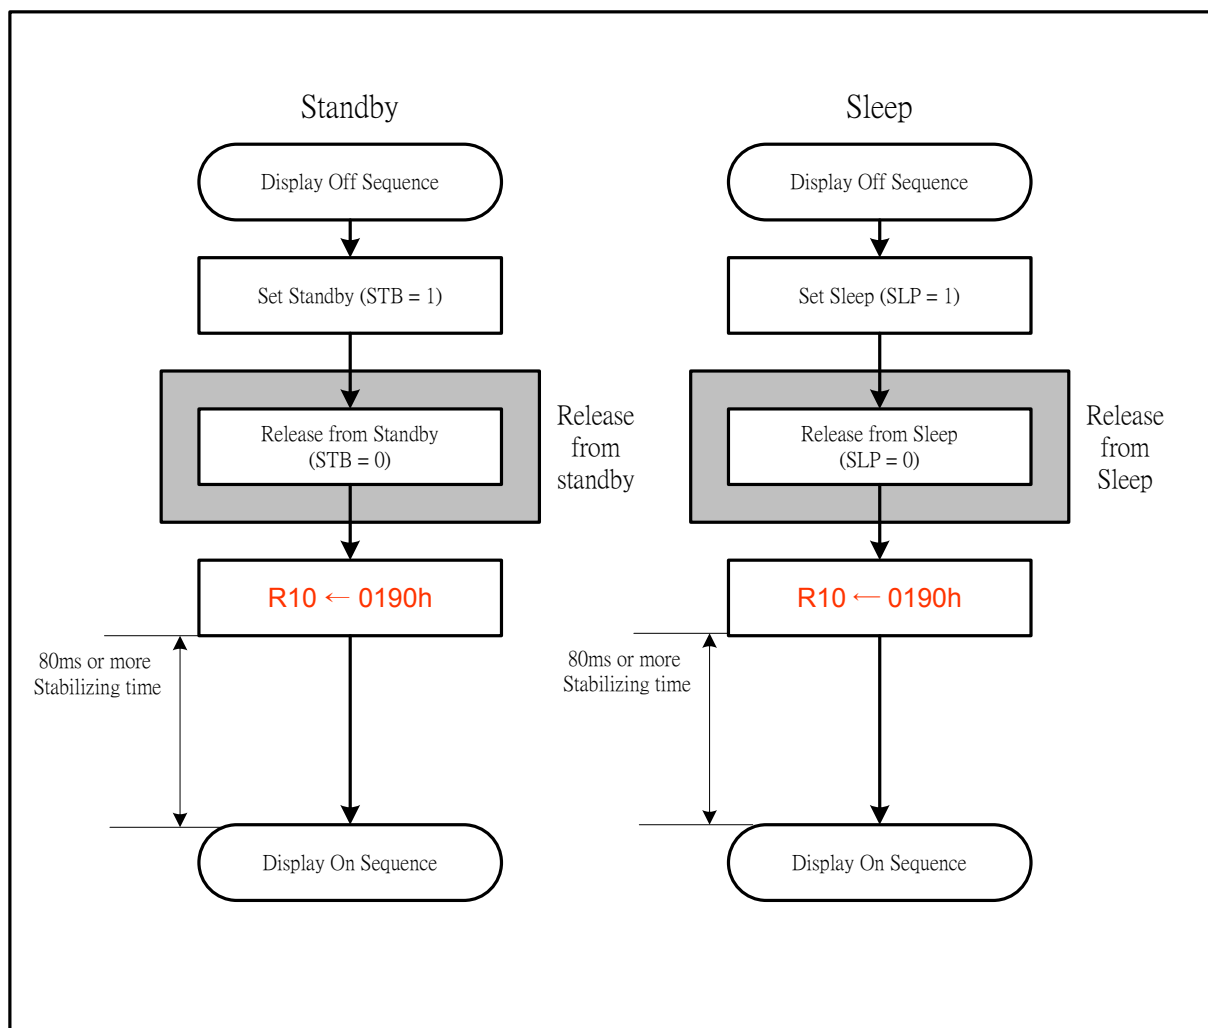 Standby
Display Off Sequence
Set Standby (STB = 1)
Release from Standby
(STB = 0)
Release
from
standby
R10 ← 0190h
80ms or more
Stabilizing time
Display On Sequence
Sleep
Display Off Sequence
Set Sleep (SLP = 1)
Release from Sleep
(SLP = 0)
Release
from
Sleep
R10 ← 0190h
80ms or more
Stabilizing time
Display On Sequence